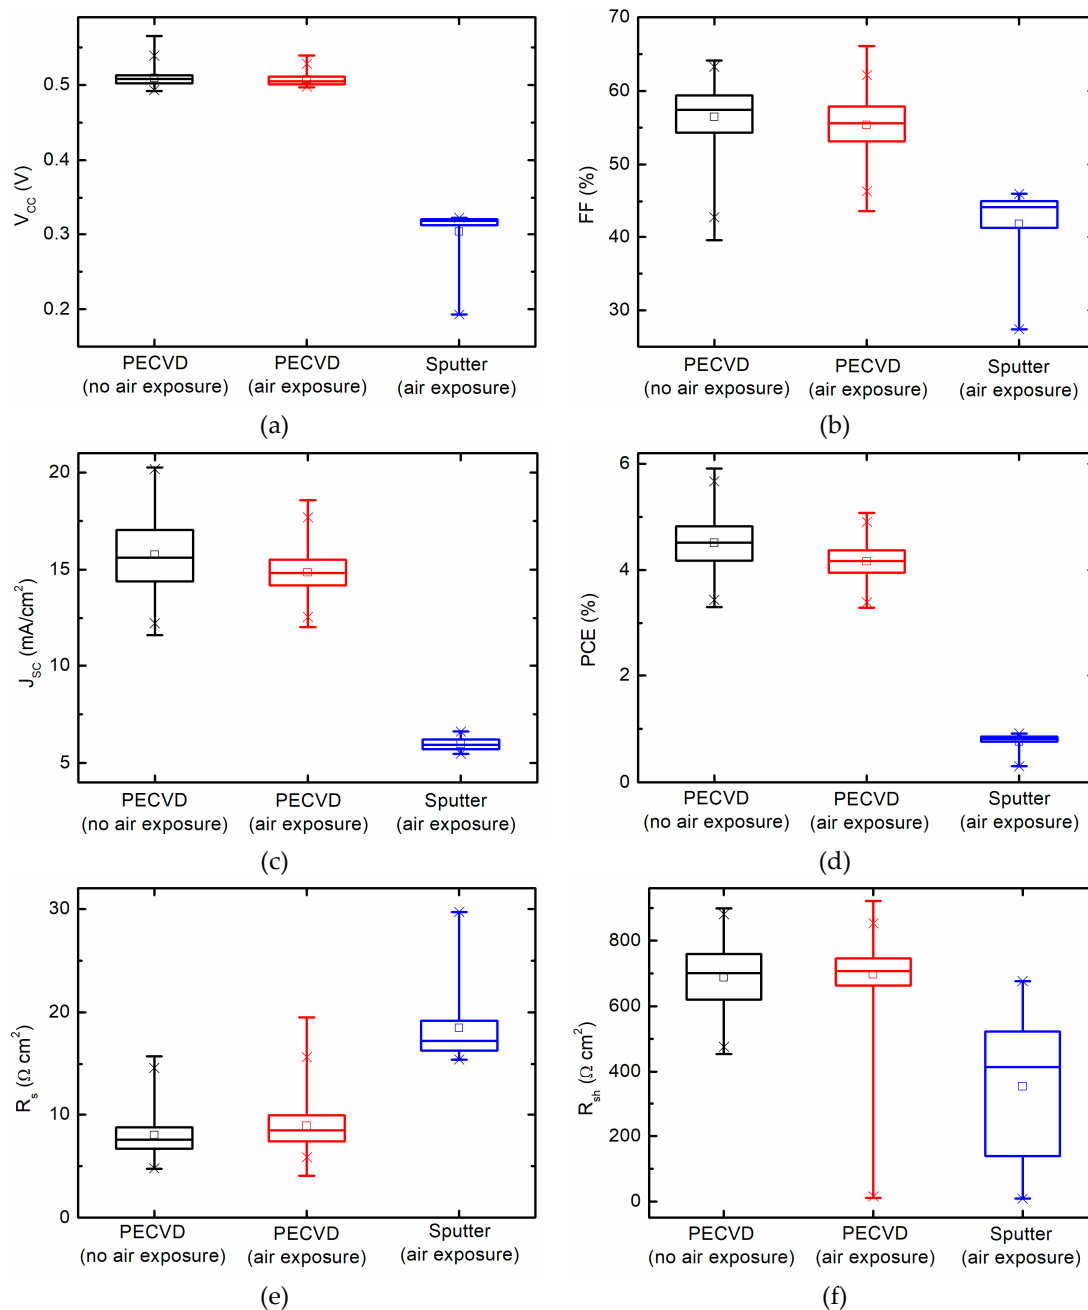 0.5
0.4
0.3
0.2
V_CC (V)
PECVD
(no air exposure)
PECVD
(air exposure)
Sputter
(air exposure)
(a)
70
60
50
40
30
FF (%)
PECVD
(no air exposure)
PECVD
(air exposure)
Sputter
(air exposure)
(b)
20
15
10
5
J_SC (mA/cm²)
PECVD
(no air exposure)
PECVD
(air exposure)
Sputter
(air exposure)
(c)
6
4
2
0
PCE (%)
PECVD
(no air exposure)
PECVD
(air exposure)
Sputter
(air exposure)
(d)
30
20
10
0
R_s (Ω cm²)
PECVD
(no air exposure)
PECVD
(air exposure)
Sputter
(air exposure)
(e)
800
600
400
200
0
R_sh (Ω cm²)
PECVD
(no air exposure)
PECVD
(air exposure)
Sputter
(air exposure)
(f)